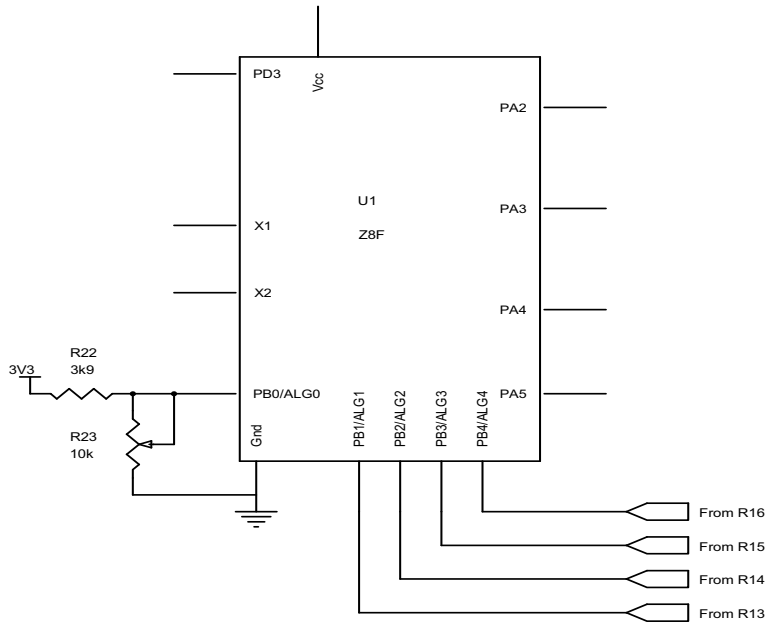 PD3
Vcc
PA2
U1
PA3
X1
Z8F
X2
PA4
R22
3V3
3k9
PB0/ALG0
PA5
R23
10k
Gnd
PB1/ALG1
PB2/ALG2
PB3/ALG3
PB4/ALG4
From R16
From R15
From R14
From R13